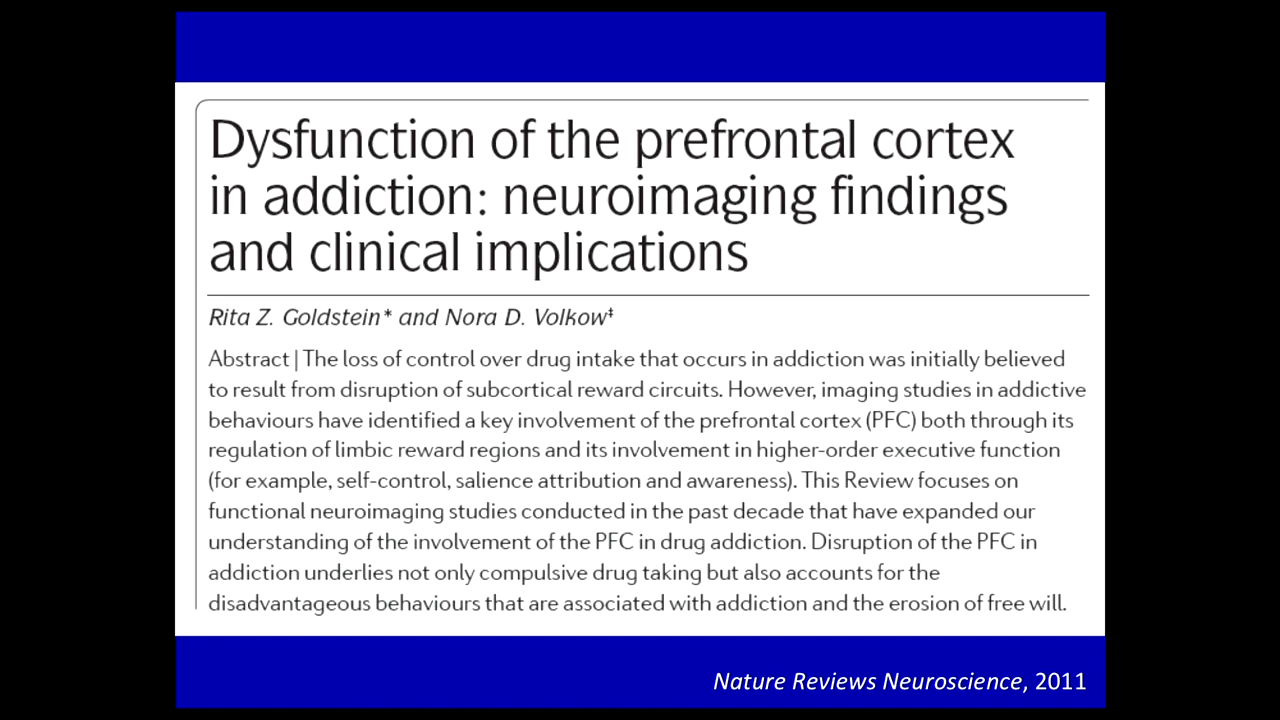 Dysfunction of the prefrontal cortex
in addiction: neuroimaging findings
and clinical implications
Rita Z. Goldstein* and Nora D. Volkow‡
Abstract | The loss of control over drug intake that occurs in addiction was initially believed
to result from disruption of subcortical reward circuits. However, imaging studies in addictive
behaviours have identified a key involvement of the prefrontal cortex (PFC) both through its
regulation of limbic reward regions and its involvement in higher-order executive function
(for example, self-control, salience attribution and awareness). This Review focuses on
functional neuroimaging studies conducted in the past decade that have expanded our
understanding of the involvement of the PFC in drug addiction. Disruption of the PFC in
addiction underlies not only compulsive drug taking but also accounts for the
disadvantageous behaviours that are associated with addiction and the erosion of free will.
Nature Reviews Neuroscience, 2011